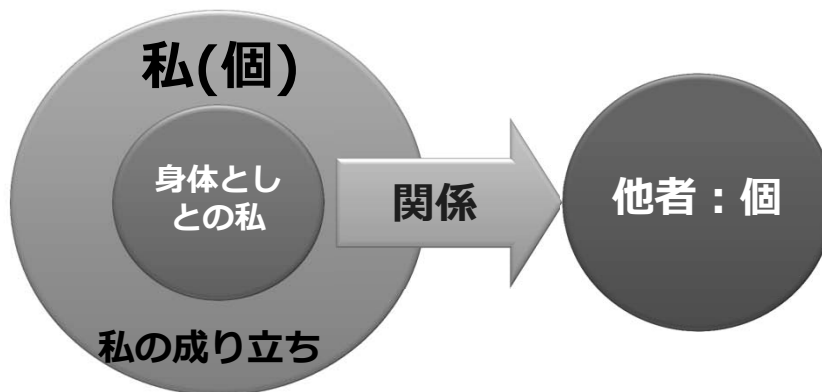 私(個)
身体とし
との私
関係
他者：個
私の成り立ち